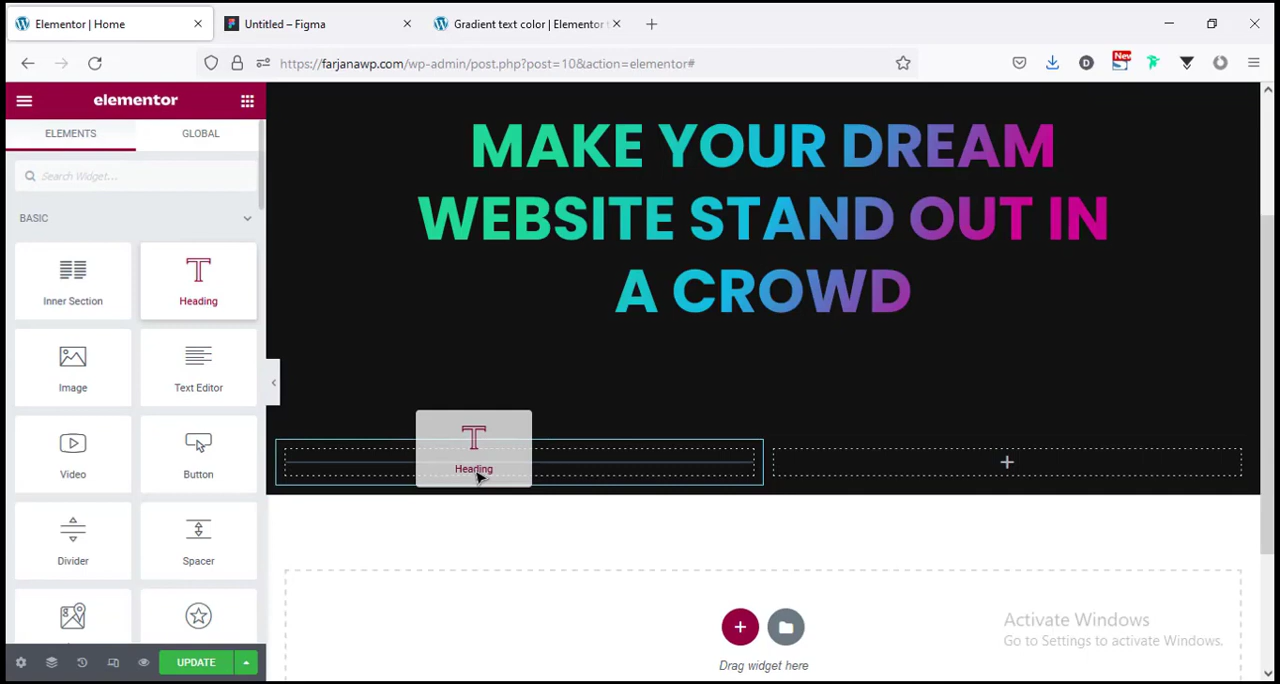 Elementor | Home
Untitled – Figma
Gradient text color | Elementor
https://farjanawp.com/wp-admin/post.php?post=10&action=elementor#
New
D
elementor
ELEMENTS
GLOBAL
Search Widget...
BASIC
Inner Section
Heading
Image
Text Editor
Video
Button
Divider
Spacer
UPDATE
MAKE YOUR DREAM
WEBSITE STAND OUT IN
A CROWD
Heading
Drag widget here
Activate Windows
Go to Settings to activate Windows.